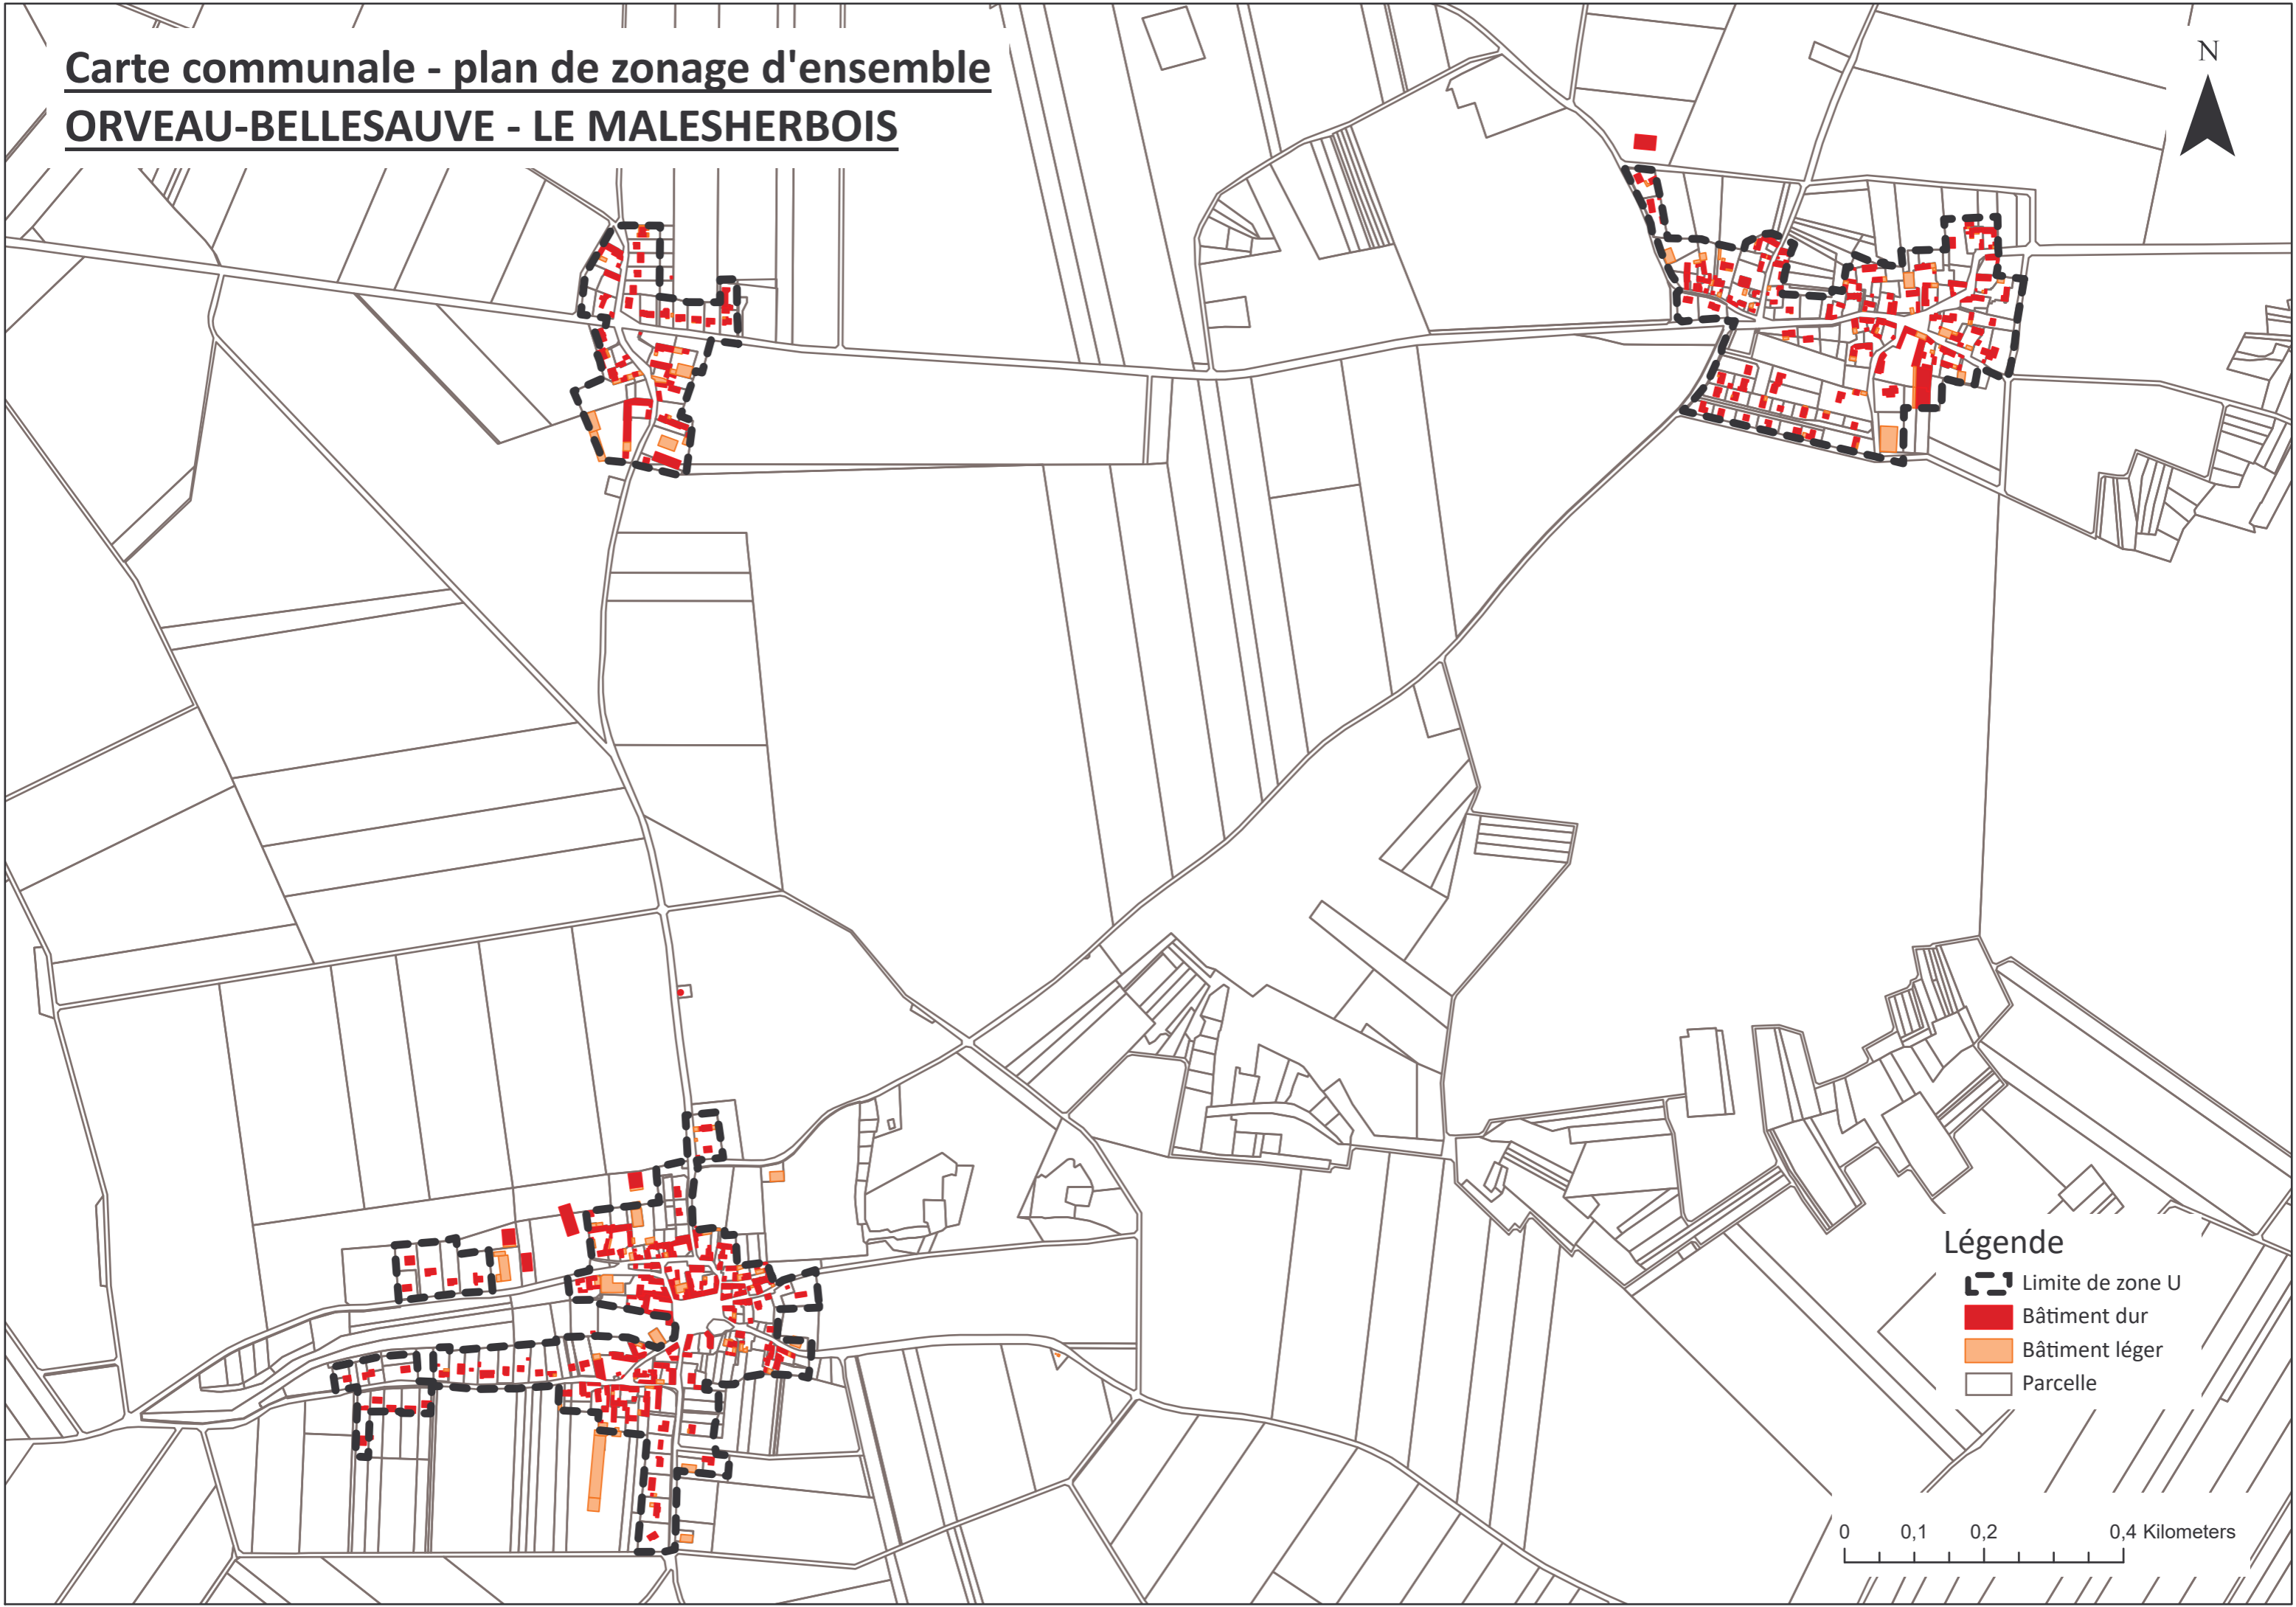 Carte communale - plan de zonage d'ensemble
ORVEAU-BELLESAUVE - LE MALESHERBOIS
N
Légende
Limite de zone U
Bâtiment dur
Bâtiment léger
Parcelle
0 0,1 0,2 0,4 Kilometers